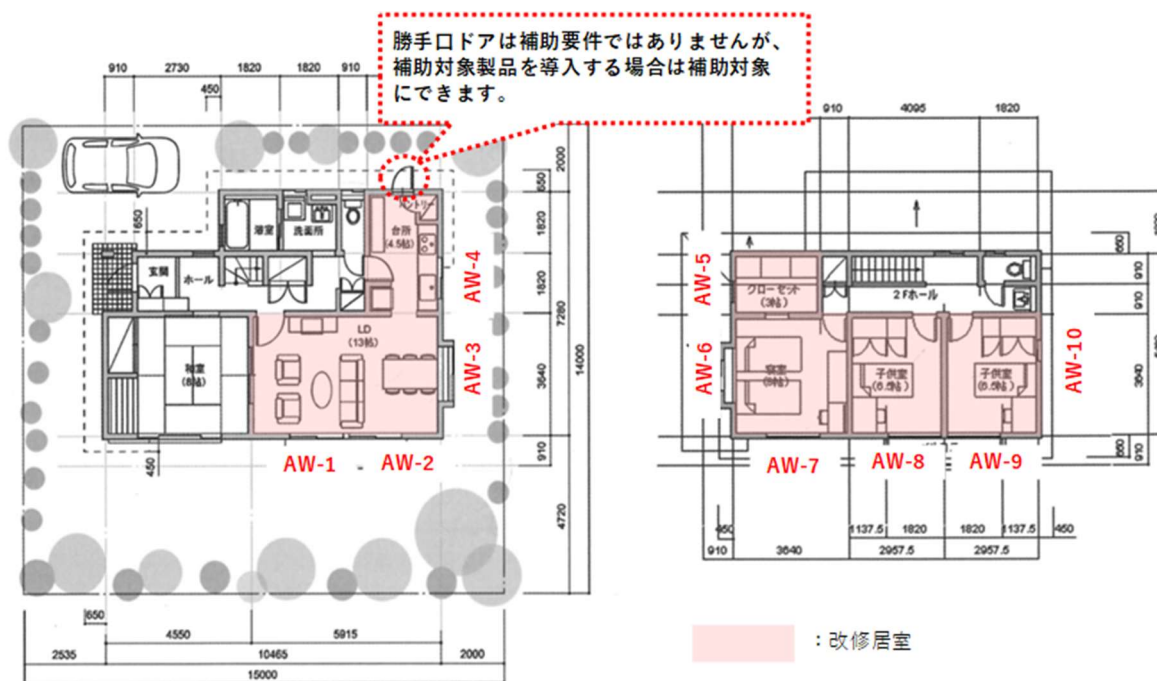 勝手口ドアは補助要件ではありませんが、
補助対象製品を導入する場合は補助対象
にできます。
910
2730
1820
1820
910
450
2000
650
1820
1820
7280
14000
3640
910
4720
650
浴室
洗面所
パントリー
台所
(4.5帖)
玄関
ホール
LD
(13帖)
和室
(8帖)
AW-4
AW-3
AW-1
AW-2
450
650
4550
5915
2535
10465
2000
15000
910
4095
1820
AW-5
AW-6
クローゼット
(3帖)
2Fホール
寝室
(8帖)
子供室
(6.5帖)
子供室
(6.5帖)
AW-10
AW-7
AW-8
AW-9
650
910
910
3640
650
910
450
1137.5
1820
1820
1137.5
450
910
3640
2957.5
2957.5
：改修居室